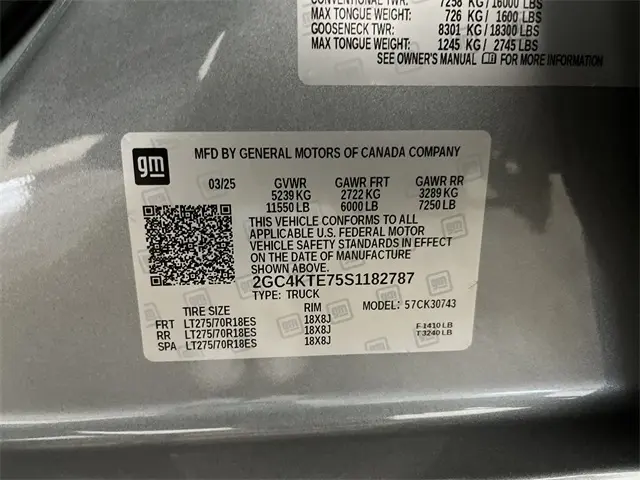 CONVENTIONAL TWR: 7258 KG/16000 LBS
MAX TONGUE WEIGHT: 726 KG/ 1600 LBS
GOOSENECK TWR: 8301 KG/18300 LBS
MAX TONGUE WEIGHT: 1245 KG/ 2745 LBS
SEE OWNER'S MANUAL FOR MORE INFORMATION
gm
MFD BY GENERAL MOTORS OF CANADA COMPANY
03/25 GVWR GAWR FRT GAWR RR
5239 KG 2722 KG 3289 KG
11550 LB 6000 LB 7250 LB
THIS VEHICLE CONFORMS TO ALL
APPLICABLE U.S. FEDERAL MOTOR
VEHICLE SAFETY STANDARDS IN EFFECT
ON THE DATE OF MANUFACTURE
SHOWN ABOVE.
2GC4KTE75S1182787
TYPE: TRUCK MODEL: 57CK30743
TIRE SIZE RIM
FRT LT275/70R18ES 18X8J F:1410 LB
RR LT275/70R18ES 18X8J T:3240 LB
SPA LT275/70R18ES 18X8J